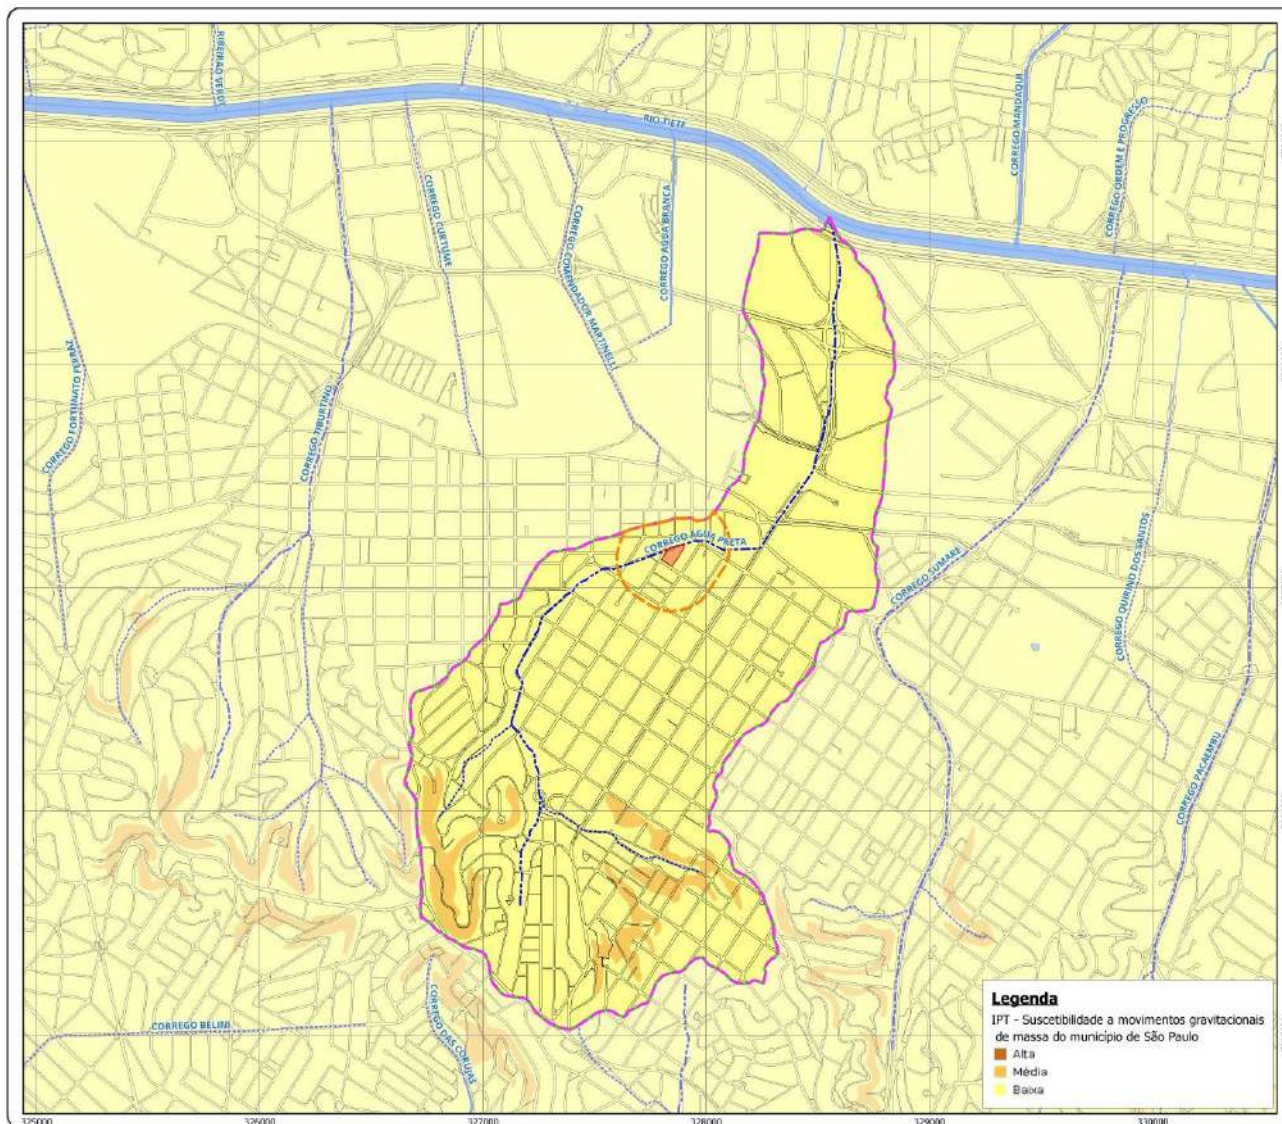 RIBEIRAO VERDE
RIO TIETE
CORREGO MANDAQUI
CORREGO ORDEM E PROGRESSO
CORREGO CURTUME
CORREGO COMENDADOR MARTINELLI
CORREGO AGUA BRANCA
CORREGO FORTUNATO FERRAZ
CORREGO TIBURTINO
CORREGO AGUA PRETA
CORREGO SUMARE
CORREGO QUIRINO DOS SANTOS
CORREGO PACAEMBU
CORREGO BELINI
CORREGO DAS CORUJAS
Legenda
IPT - Suscetibilidade a movimentos gravitacionais
de massa do município de São Paulo
Alta
Média
Baixa
325000 326000 327000 328000 329000 330000